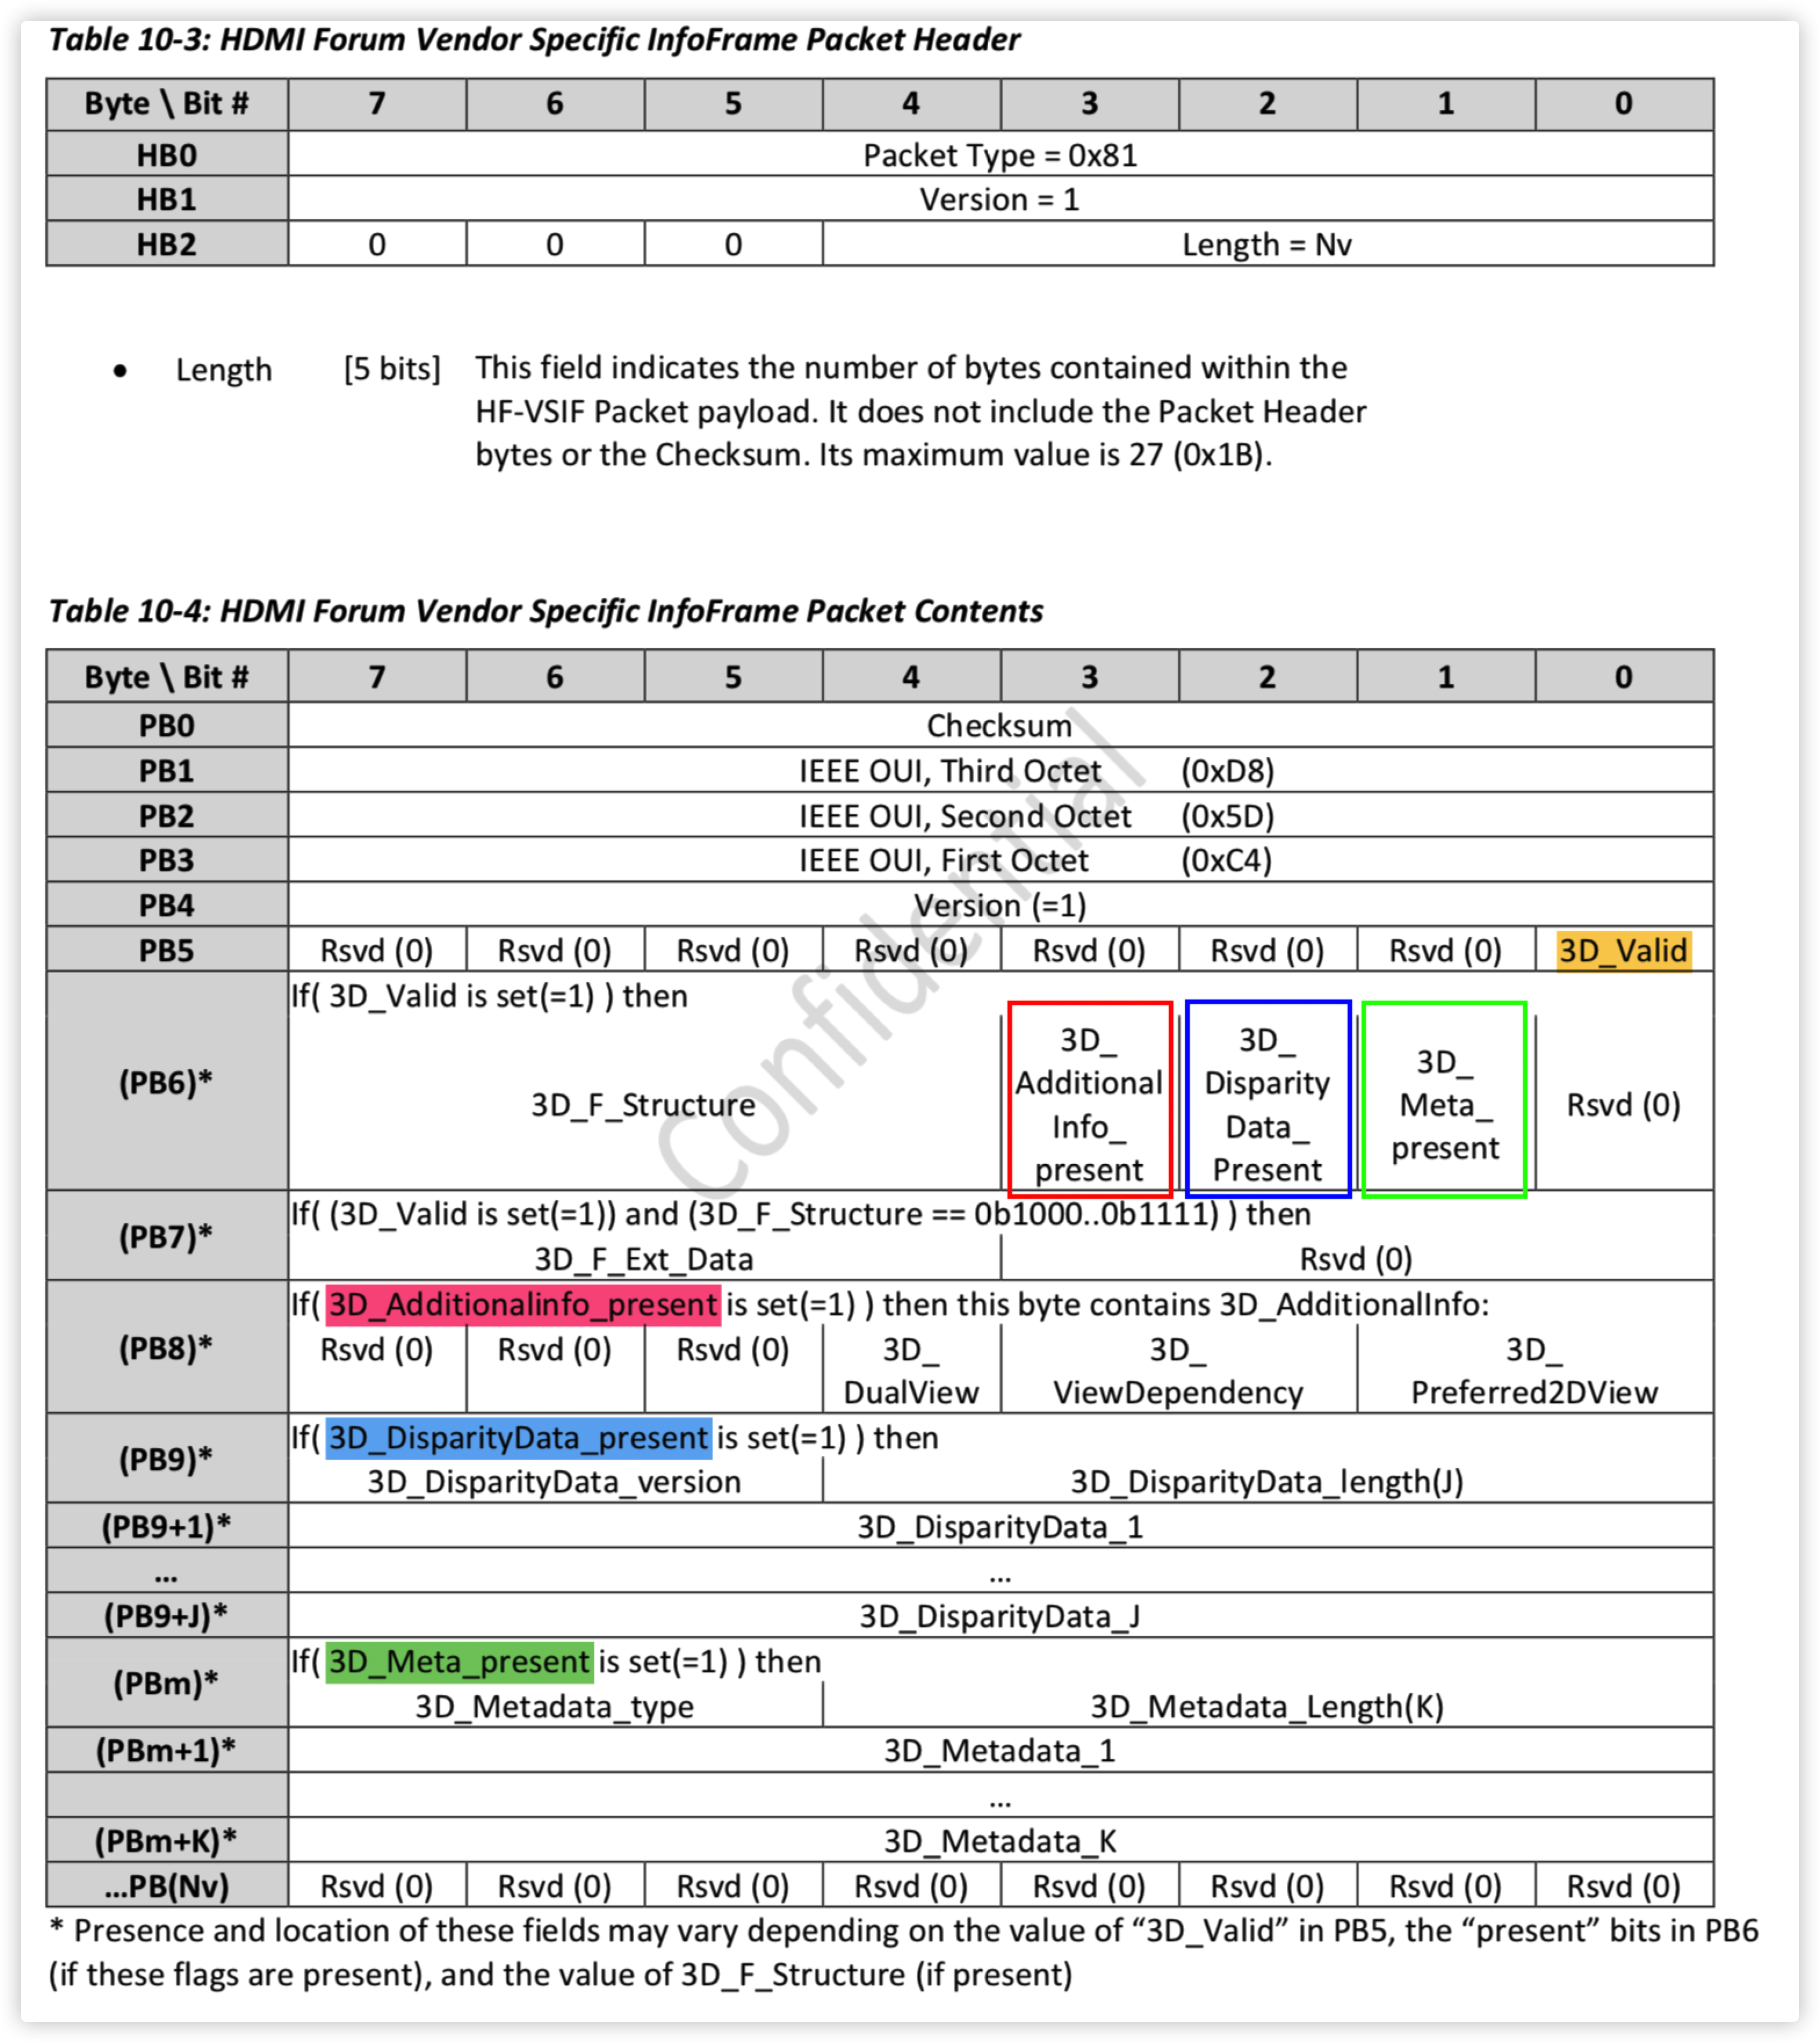 Table 10-3: HDMI Forum Vendor Specific InfoFrame Packet Header
Byte \ Bit # 7 6 5 4 3 2 1 0
HB0 Packet Type = 0x81
HB1 Version = 1
HB2 0 0 0 Length = Nv
• Length [5 bits] This field indicates the number of bytes contained within the
HF-VSIF Packet payload. It does not include the Packet Header
bytes or the Checksum. Its maximum value is 27 (0x1B).
Table 10-4: HDMI Forum Vendor Specific InfoFrame Packet Contents
Byte \ Bit # 7 6 5 4 3 2 1 0
PB0 Checksum
PB1 IEEE OUI, Third Octet (0xD8)
PB2 IEEE OUI, Second Octet (0x5D)
PB3 IEEE OUI, First Octet (0xC4)
PB4 Version (=1)
PB5 Rsvd (0) Rsvd (0) Rsvd (0) Rsvd (0) Rsvd (0) Rsvd (0) Rsvd (0) 3D_Valid
(PB6)* If( 3D_Valid is set(=1) ) then
3D_F_Structure
3D_
Additional
Info_
present
3D_
Disparity
Data_
Present
3D_
Meta_
present
Rsvd (0)
(PB7)* If( (3D_Valid is set(=1)) and (3D_F_Structure == 0b1000..0b1111) ) then
3D_F_Ext_Data Rsvd (0)
(PB8)* If( 3D_Additionalinfo_present is set(=1) ) then this byte contains 3D_AdditionalInfo:
Rsvd (0) Rsvd (0) Rsvd (0) 3D_ 3D_ 3D_
DualView ViewDependency Preferred2DView
(PB9)* If( 3D_DisparityData_present is set(=1) ) then
3D_DisparityData_version 3D_DisparityData_length(J)
(PB9+1)* 3D_DisparityData_1
... ...
(PB9+J)* 3D_DisparityData_J
(PBm)* If( 3D_Meta_present is set(=1) ) then
3D_Metadata_type 3D_Metadata_Length(K)
(PBm+1)* 3D_Metadata_1
...
(PBm+K)* 3D_Metadata_K
...PB(Nv) Rsvd (0) Rsvd (0) Rsvd (0) Rsvd (0) Rsvd (0) Rsvd (0) Rsvd (0) Rsvd (0)
* Presence and location of these fields may vary depending on the value of “3D_Valid” in PB5, the “present” bits in PB6
(if these flags are present), and the value of 3D_F_Structure (if present)
Confidential